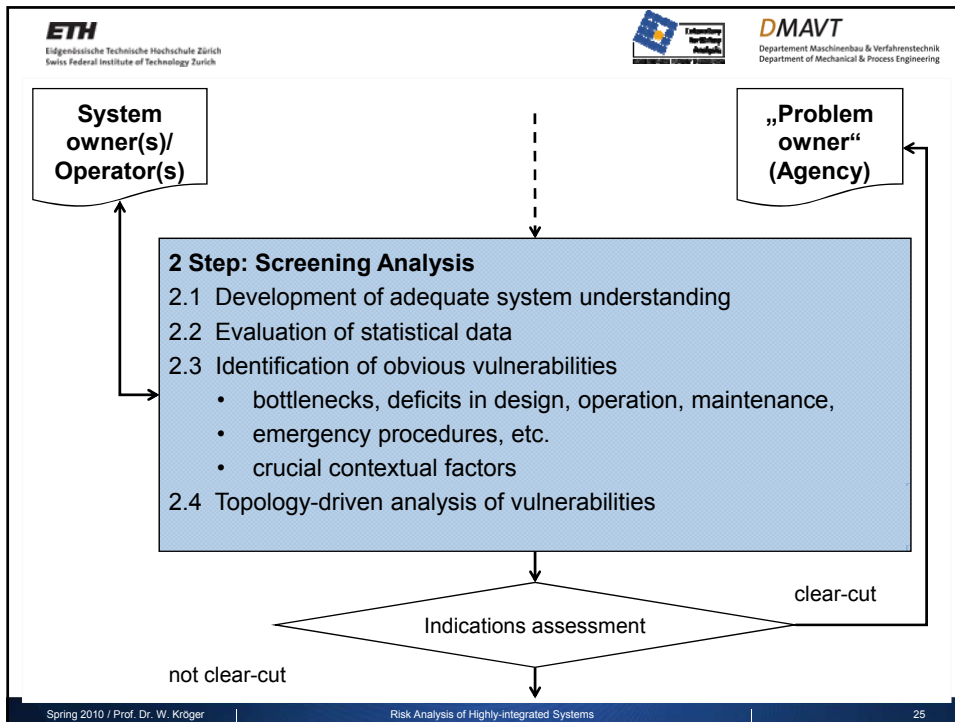 ETH
Eidgenössische Technische Hochschule Zürich
Swiss Federal Institute of Technology Zurich
Laboratory
for Safety
Analysis
DMAVT
Departement Maschinenbau & Verfahrenstechnik
Department of Mechanical & Process Engineering
System
owner(s)/
Operator(s)
„Problem
owner“
(Agency)
2 Step: Screening Analysis
2.1 Development of adequate system understanding
2.2 Evaluation of statistical data
2.3 Identification of obvious vulnerabilities
• bottlenecks, deficits in design, operation, maintenance,
• emergency procedures, etc.
• crucial contextual factors
2.4 Topology-driven analysis of vulnerabilities
clear-cut
Indications assessment
not clear-cut
Spring 2010 / Prof. Dr. W. Kröger
Risk Analysis of Highly-integrated Systems
25